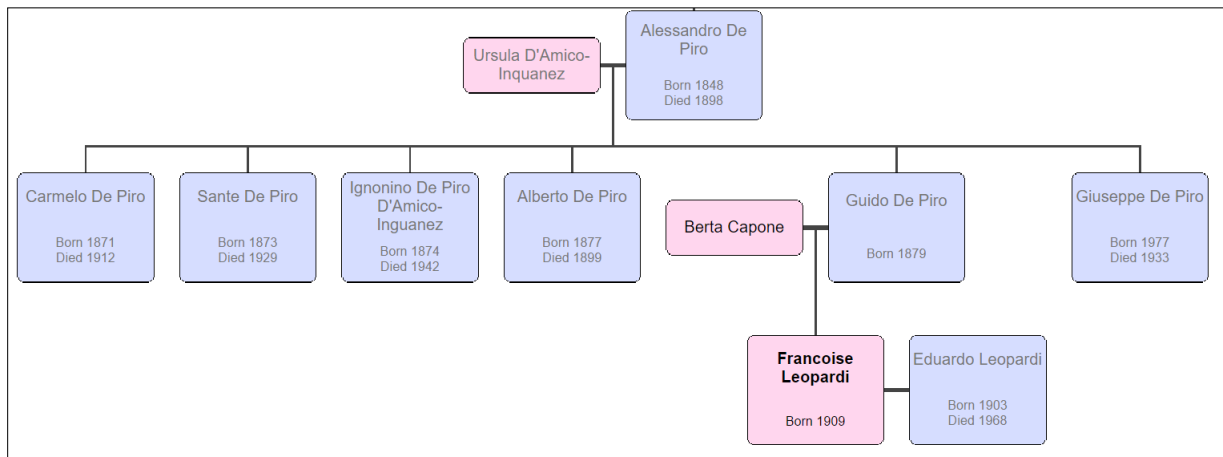 Alessandro De
Piro
Born 1848
Died 1898
Ursula D'Amico-
Inquanez
Carmelo De Piro
Born 1871
Died 1912
Sante De Piro
Born 1873
Died 1929
Ignonino De Piro
D'Amico-
Inguanez
Born 1874
Died 1942
Alberto De Piro
Born 1877
Died 1899
Berta Capone
Guido De Piro
Born 1879
Giuseppe De Piro
Born 1977
Died 1933
Francoise
Leopardi
Born 1909
Eduardo Leopardi
Born 1903
Died 1968